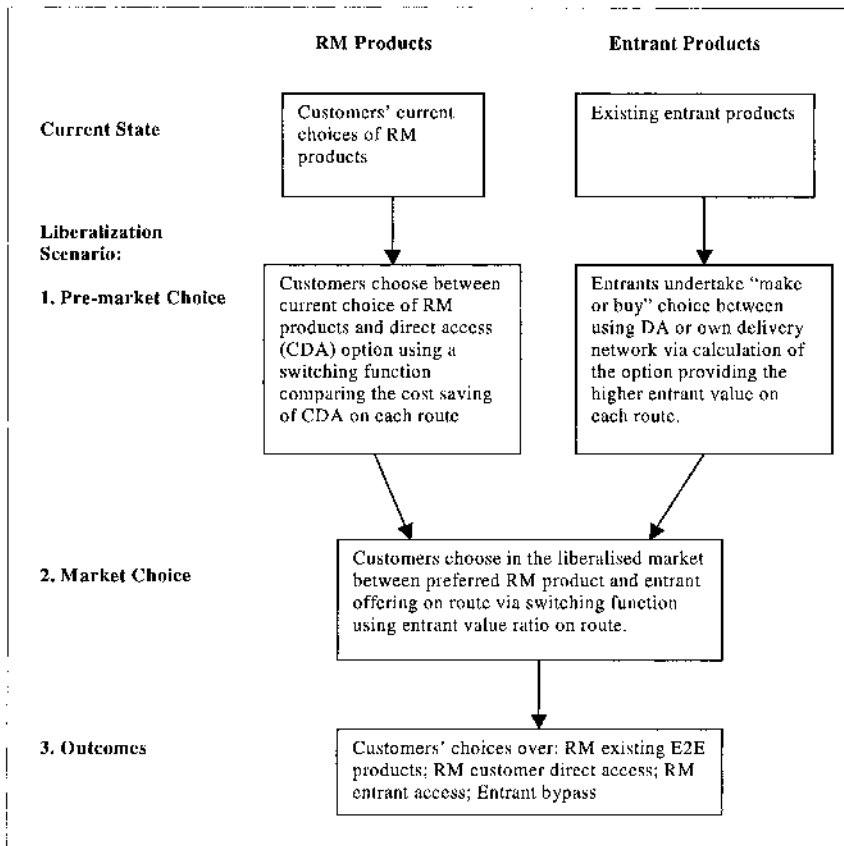 RM Products
Entrant Products
Current State
Customers' current
choices of RM
products
Existing entrant products
Liberalization
Scenario:
1. Pre-market Choice
Customers choose between
current choice of RM
products and direct access
(CDA) option using a
switching function
comparing the cost saving
of CDA on each route
Entrants undertake “make
or buy” choice between
using DA or own delivery
network via calculation of
the option providing the
higher entrant value on
each route.
2. Market Choice
Customers choose in the liberalised market
between preferred RM product and entrant
offering on route via switching function
using entrant value ratio on route.
3. Outcomes
Customers' choices over: RM existing E2E
products; RM customer direct access; RM
entrant access; Entrant bypass